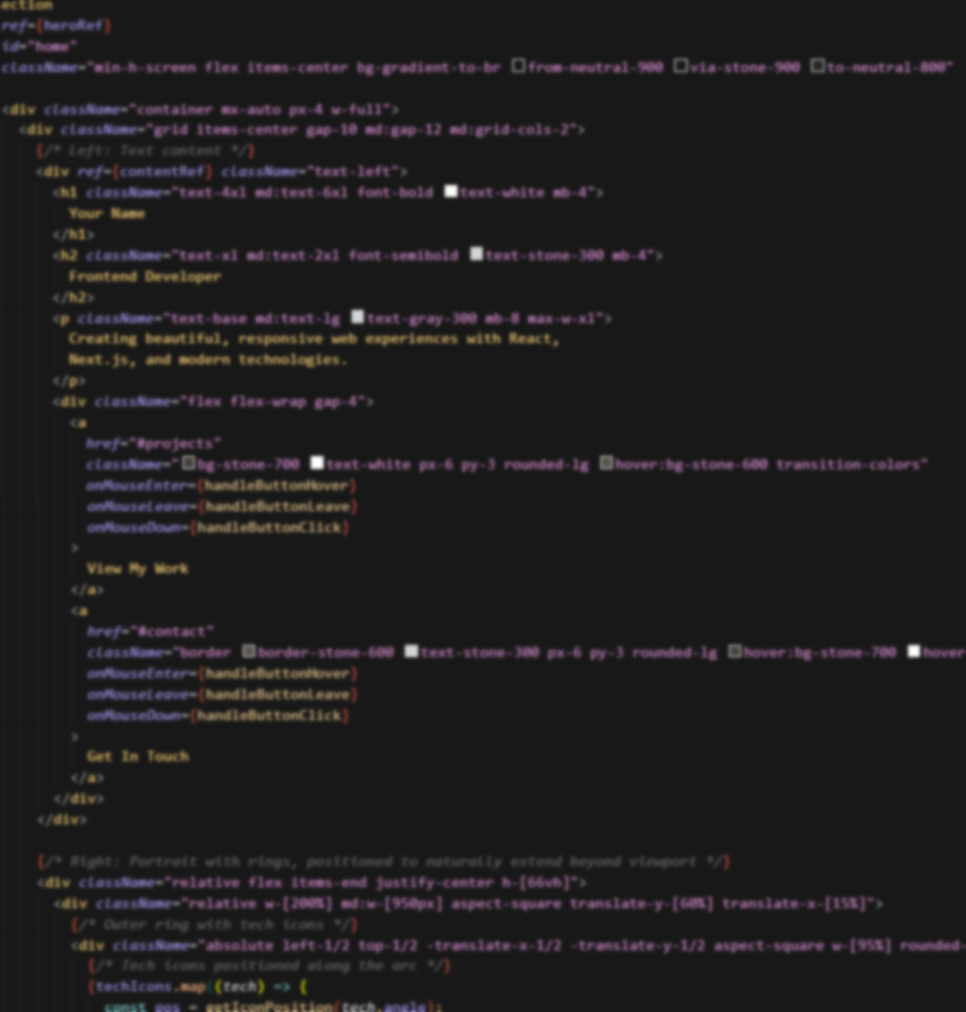 ection
ref={heroRef}
id="home"
className="min-h-screen flex items-center bg-gradient-to-br from-neutral-900 via-stone-900 to-neutral-800"
<div className="container mx-auto px-4 w-full">
<div className="grid items-center gap-10 md:gap-12 md:grid-cols-2">
{/* Left: Text content */}
<div ref={contentRef} className="text-left">
<h1 className="text-4xl md:text-6xl font-bold text-white mb-4">
Your Name
</h1>
<h2 className="text-xl md:text-2xl font-semibold text-stone-300 mb-4">
Frontend Developer
</h2>
<p className="text-base md:text-lg text-gray-300 mb-8 max-w-xl">
Creating beautiful, responsive web experiences with React,
Next.js, and modern technologies.
</p>
<div className="flex flex-wrap gap-4">
<a
href="#projects"
className="bg-stone-700 text-white px-6 py-3 rounded-lg hover:bg-stone-600 transition-colors"
onMouseEnter={handleButtonHover}
onMouseLeave={handleButtonLeave}
onMouseDown={handleButtonClick}
>
View My Work
</a>
<a
href="#contact"
className="border border-stone-600 text-stone-300 px-6 py-3 rounded-lg hover:bg-stone-700 hover
onMouseEnter={handleButtonHover}
onMouseLeave={handleButtonLeave}
onMouseDown={handleButtonClick}
>
Get In Touch
</a>
</div>
</div>
{/* Right: Portrait with rings, positioned to naturally extend beyond viewport */}
<div className="relative flex items-end justify-center h-[66vh]">
<div className="relative w-[200%] md:w-[950px] aspect-square translate-y-[60%] translate-x-[15%]">
{/* Outer ring with tech icons */}
<div className="absolute left-1/2 top-1/2 -translate-x-1/2 -translate-y-1/2 aspect-square w-[95%] rounded-
{/* Tech icons positioned along the arc */}
{techIcons.map((tech) => {
const pos = getIconPosition(tech.angle);